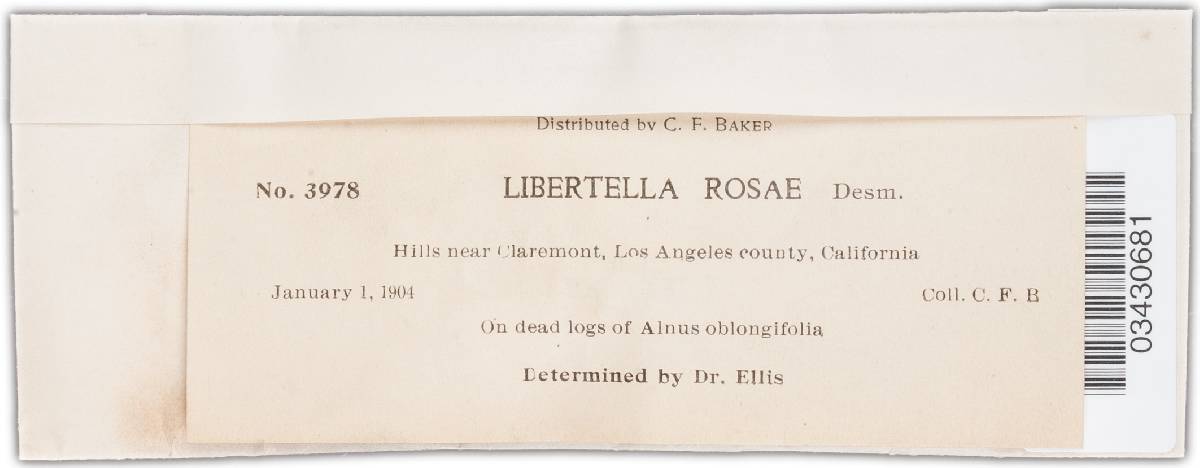 Distributed by C. F. BAKER
No. 3978 LIBERTELLA ROSAE Desm.
Hills near Claremont, Los Angeles county, California
January 1, 1904 Coll. C. F. B
On dead logs of Alnus oblongifolia
Determined by Dr. Ellis
03430681